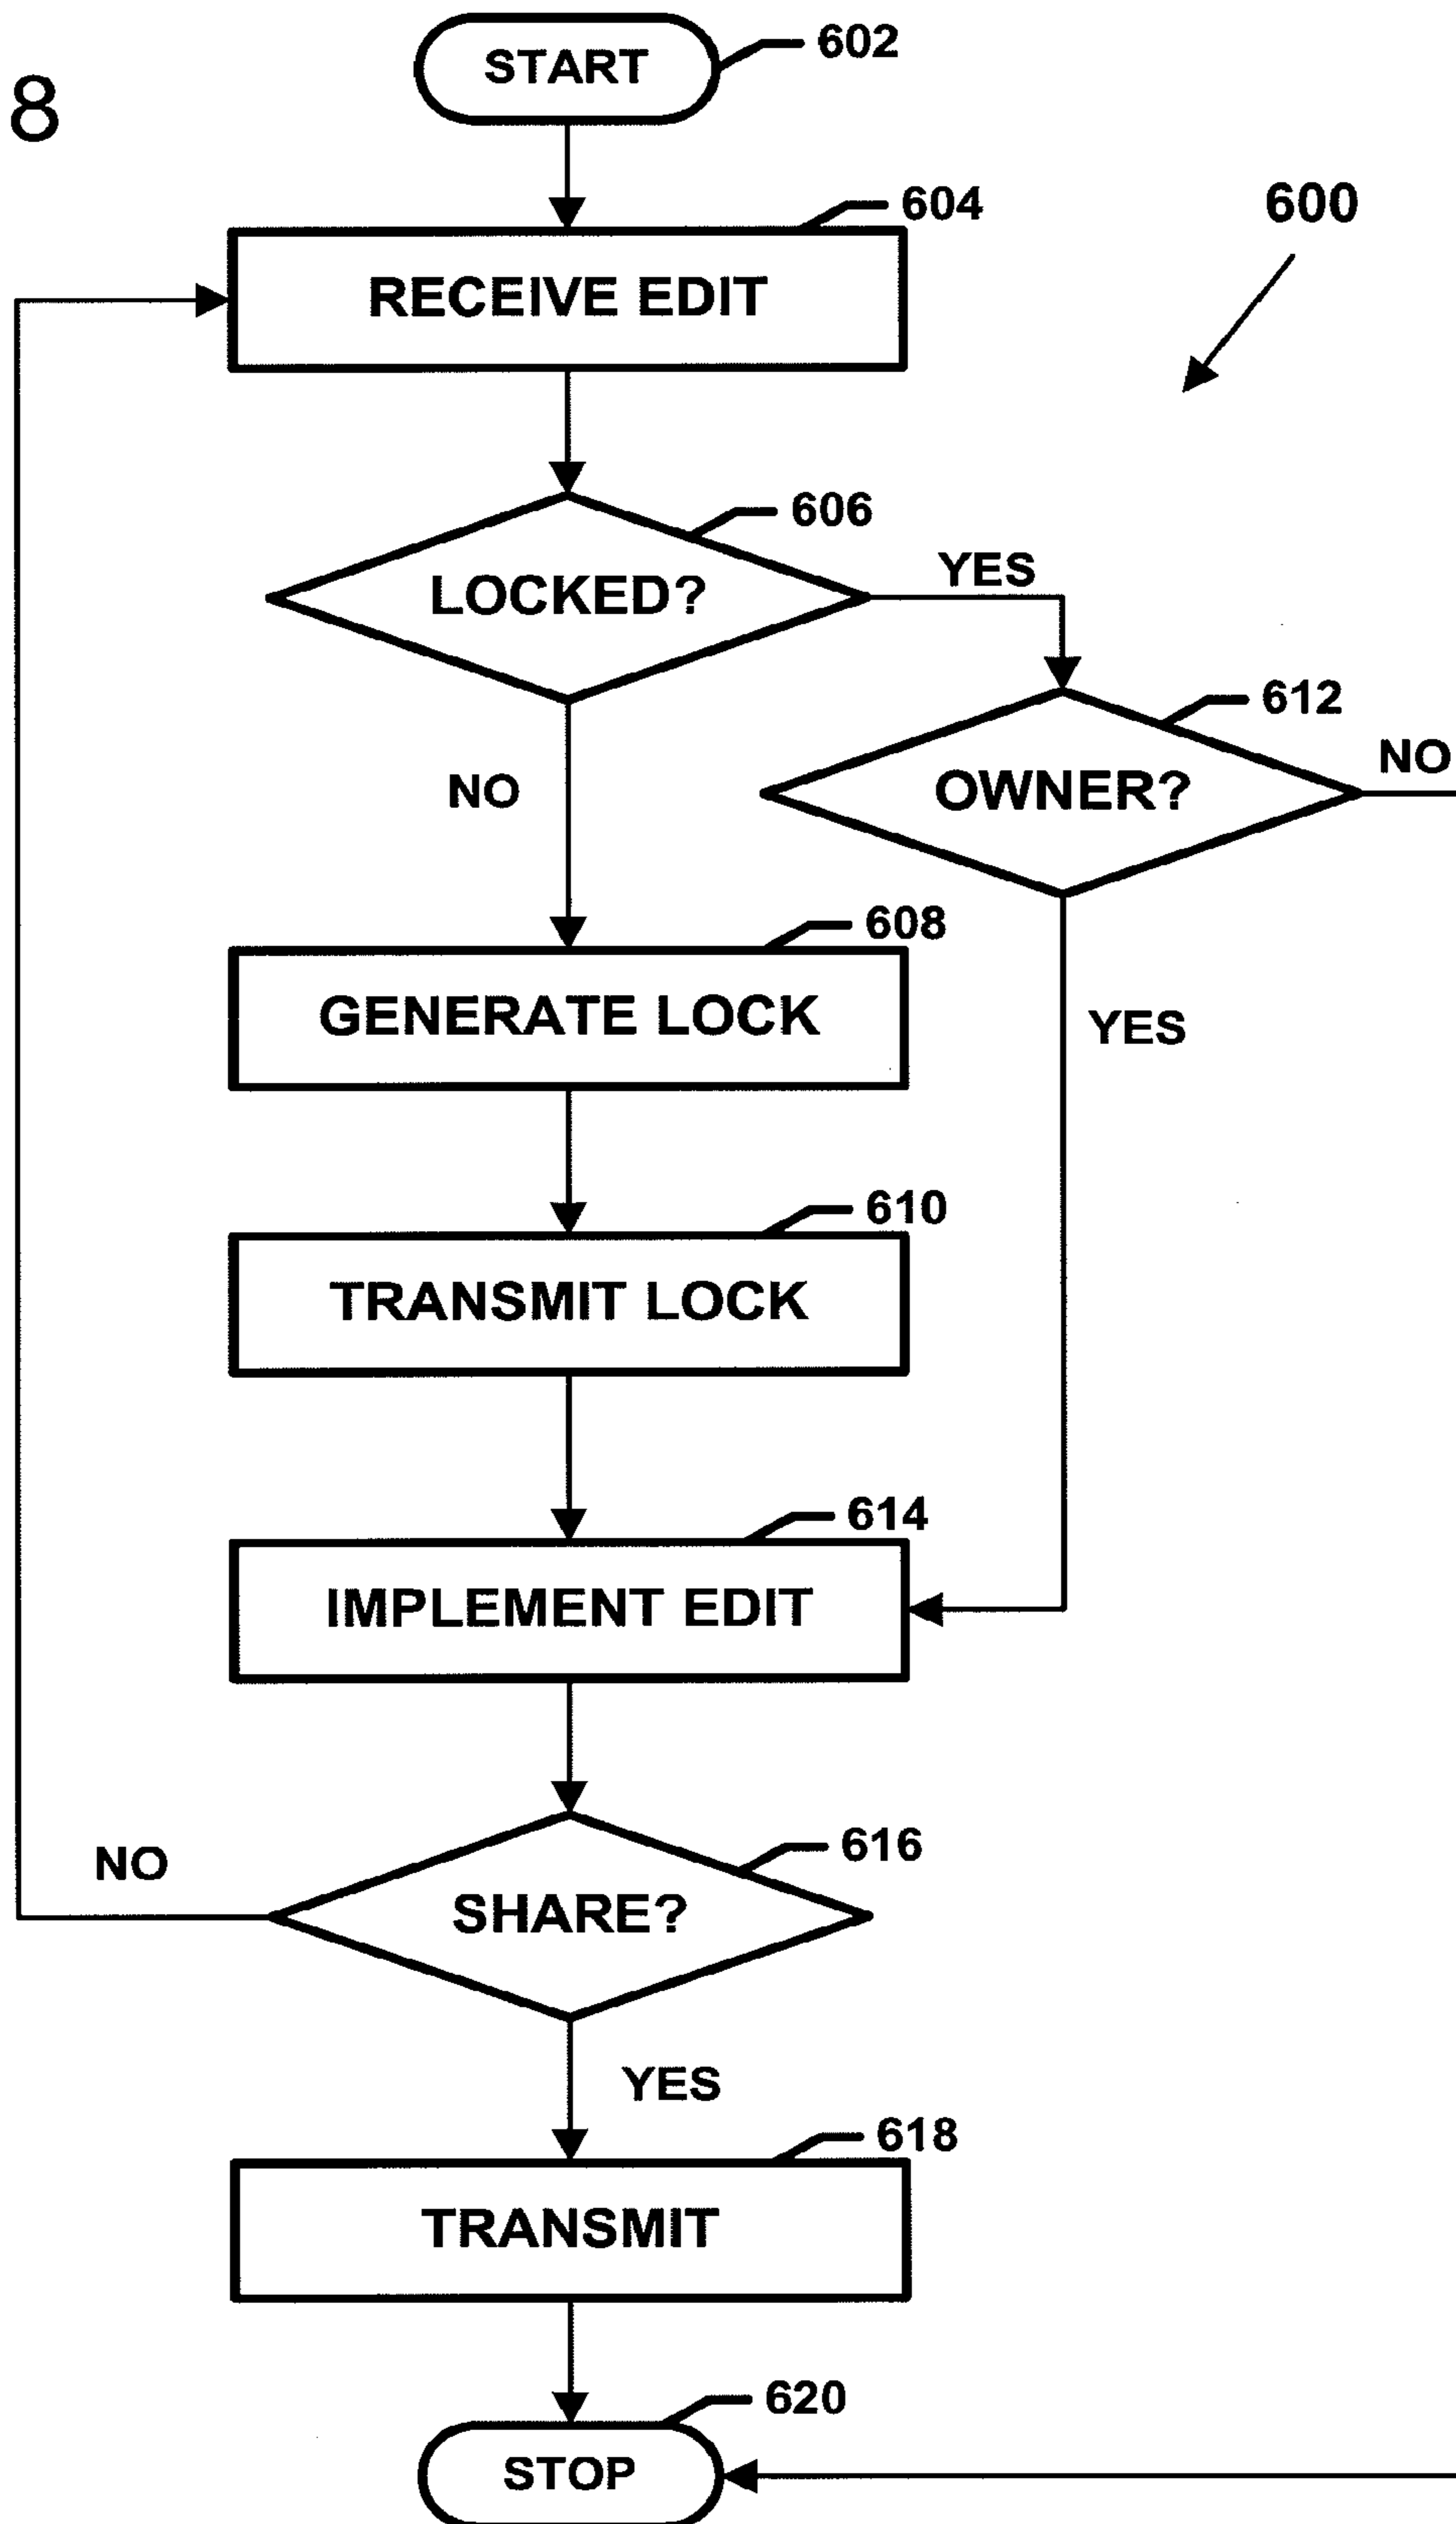 8
START
602
604
600
RECEIVE EDIT
606
LOCKED?
YES
612
NO
OWNER?
NO
608
GENERATE LOCK
YES
610
TRANSMIT LOCK
614
IMPLEMENT EDIT
616
NO
SHARE?
YES
618
TRANSMIT
620
STOP